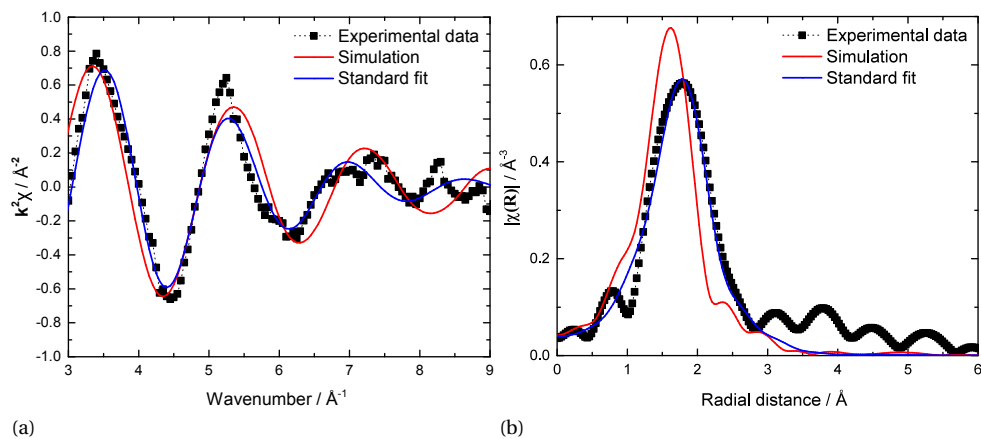 Experimental data
Simulation
Standard fit
k²χ / Å⁻²
1.0
0.8
0.6
0.4
0.2
0.0
-0.2
-0.4
-0.6
-0.8
-1.0
3 4 5 6 7 8 9
Wavenumber / Å⁻¹
(a)
Experimental data
Simulation
Standard fit
|χ(R)| / Å⁻³
0.6
0.4
0.2
0.0
0 1 2 3 4 5 6
Radial distance / Å
(b)